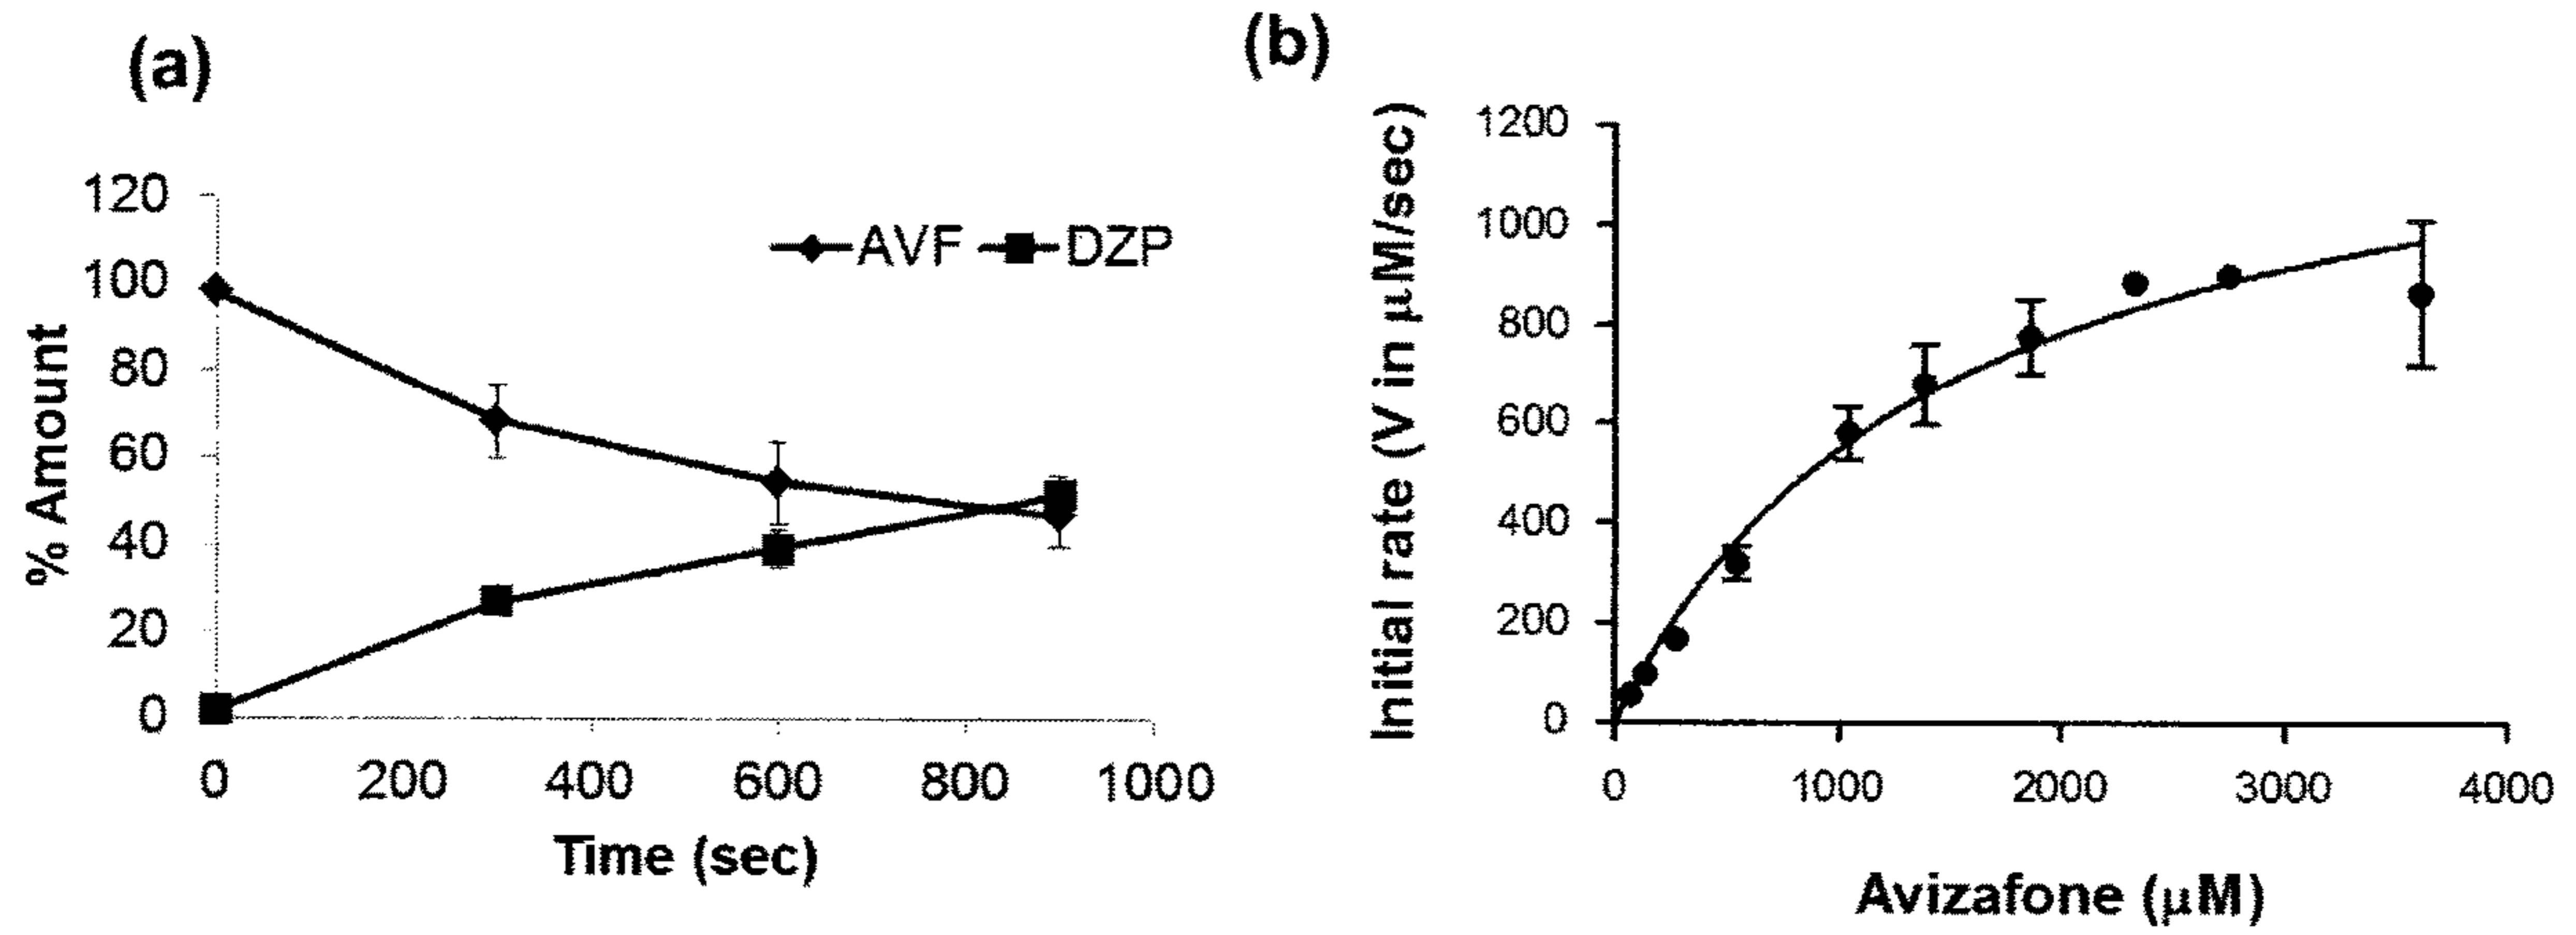 (a)
120
100
80
60
40
20
0
% Amount
AVF DZP
0 200 400 600 800 1000
Time (sec)
(b)
1200
1000
800
600
400
200
0
Initial rate (V in μM/sec)
0 1000 2000 3000 4000
Avizafone (μM)